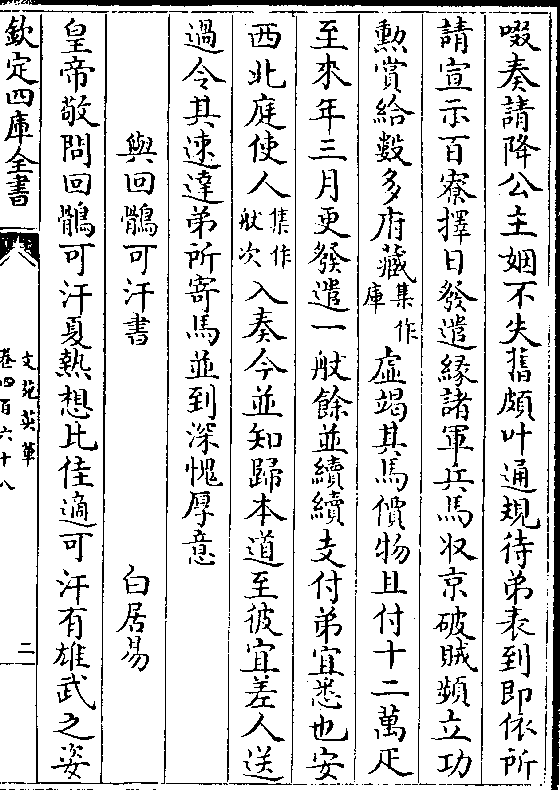 啜奏請降公主姻不失舊頗叶通規待弟表到即依所
請宣示百寮擇日發遣緣諸軍兵馬收京破賊頻立功
勲賞給數多府藏集作庫虛竭其馬價物且付十二萬疋
至來年三月更發遣一般餘並續續支付弟宜悉也安
西北庭使人集作般次入奏今並知歸本道至彼宜差人送
過令其速達弟所寄馬並到深愧厚意
與回鶻可汗書 白居易
皇帝敬問回鶻可汗夏熱想比佳適可汗有雄武之姿
欽定四庫全書
文苑英華
卷四百六十八
二